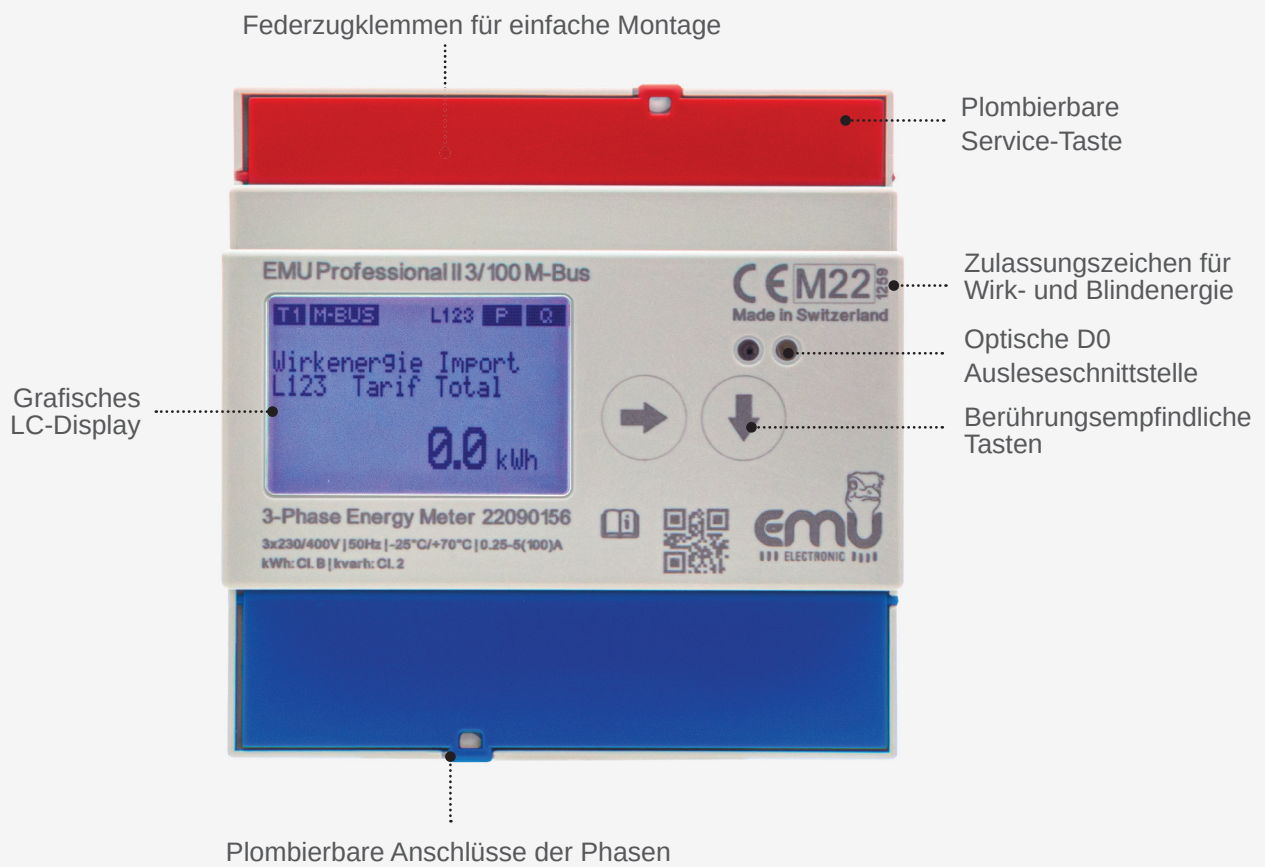 Federzugklemmen für einfache Montage
Plombierbare
Service-Taste
EMU Professional II 3/100 M-Bus
CE M22 1259
Made in Switzerland
Zulassungszeichen für
Wirk- und Blindenergie
T1 M-BUS L123 P Q
Wirkenergie Import
L123 Tarif Total
0.0 kWh
Optische D0
Ausleseschnittstelle
Grafisches
LC-Display
Berührungsempfindliche
Tasten
3-Phase Energy Meter 22090156
3x230/400V | 50Hz | -25°C/+70°C | 0.25-5(100)A
kWh: Cl. B | kvarh: Cl. 2
i
emu
ELECTRONIC
Plombierbare Anschlüsse der Phasen